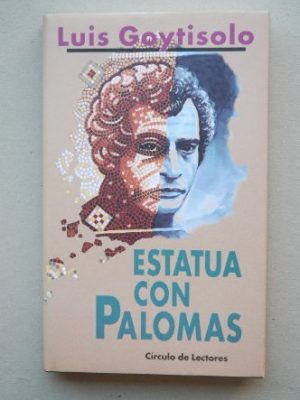 Luis Goytisolo
ESTATUA
CON
PALOMAS
Círculo de Lectores